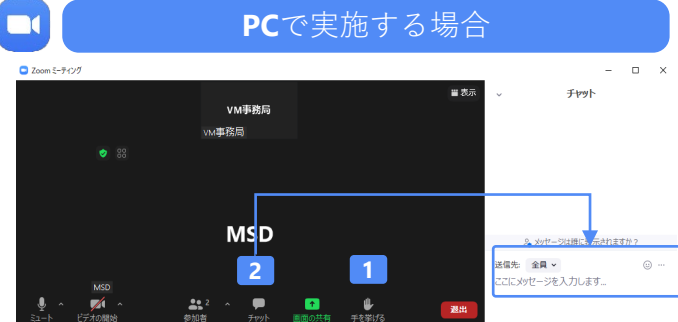 PCで実施する場合
Zoom ミーティング
表示
チャット
VM事務局
VM事務局
MSD
メッセージは誰に表示されますか？
2
1
送信先: 全員
ここにメッセージを入力します...
MSD
2
ミュート
ビデオの開始
参加者
チャット
画面の共有
手を挙げる
退出